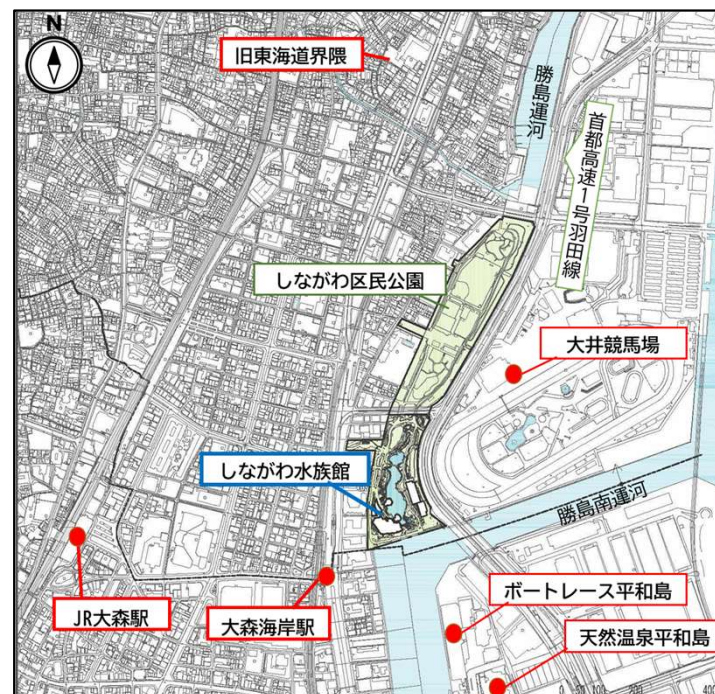 N
旧東海道界隈
勝島運河
首都高速1号羽田線
しながわ区民公園
大井競馬場
しながわ水族館
勝島南運河
JR大森駅
大森海岸駅
ボートレース平和島
天然温泉平和島